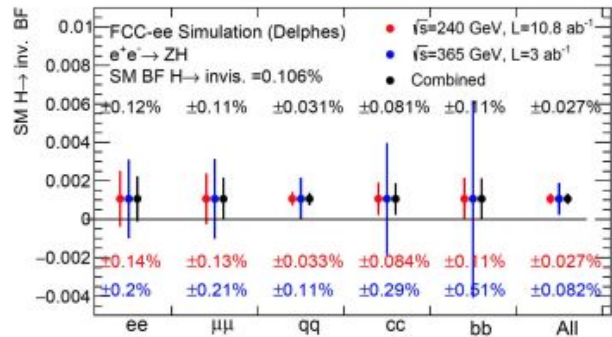 SM H→ inv. BF
0.01
0.008
0.006
0.004
0.002
0
−0.002
−0.004
FCC-ee Simulation (Delphes)
e⁺e⁻→ ZH
SM BF H→ invis. =0.106%
√s=240 GeV, L=10.8 ab⁻¹
√s=365 GeV, L=3 ab⁻¹
Combined
±0.12% ±0.11% ±0.031% ±0.081% ±0.11% ±0.027%
±0.14% ±0.13% ±0.033% ±0.084% ±0.11% ±0.027%
±0.2% ±0.21% ±0.11% ±0.29% ±0.51% ±0.082%
ee μμ qq cc bb All